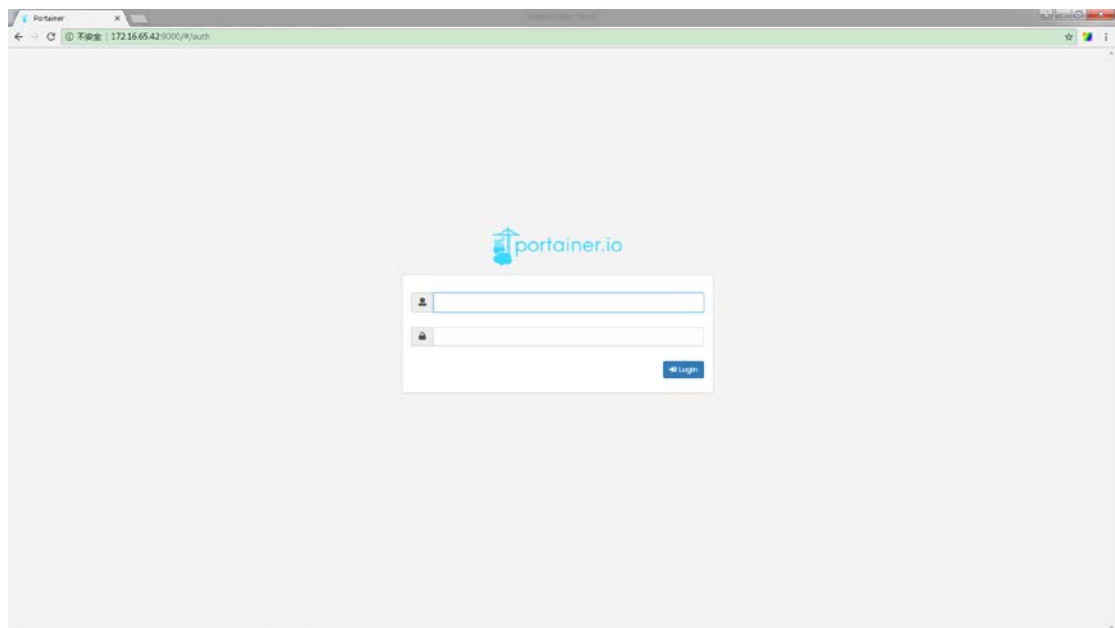 Portainer
不安全 | 172.16.65.42:9000/#/auth
portainer.io
Login